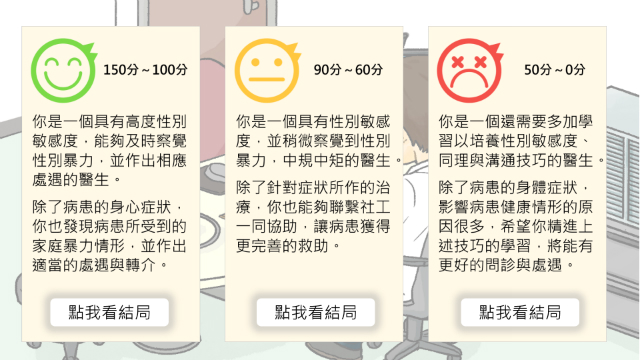 150分~100分
你是一個具有高度性別
敏感度，能夠及時察覺
性別暴力，並作出相應
處遇的醫生。
除了病患的身心症狀，
你也發現病患所受到的
家庭暴力情形，並作出
適當的處遇與轉介。
點我看結局
90分~60分
你是一個具有性別敏感
度，並稍微察覺到性別
暴力，中規中矩的醫生。
除了針對症狀所作的治
療，你也能夠聯繫社工
一同協助，讓病患獲得
更完善的救助。
點我看結局
50分~0分
你是一個還需要多加學
習以培養性別敏感度、
同理與溝通技巧的醫生。
除了病患的身體症狀，
影響病患健康情形的原
因很多，希望你精進上
述技巧的學習，將能有
更好的問診與處遇。
點我看結局